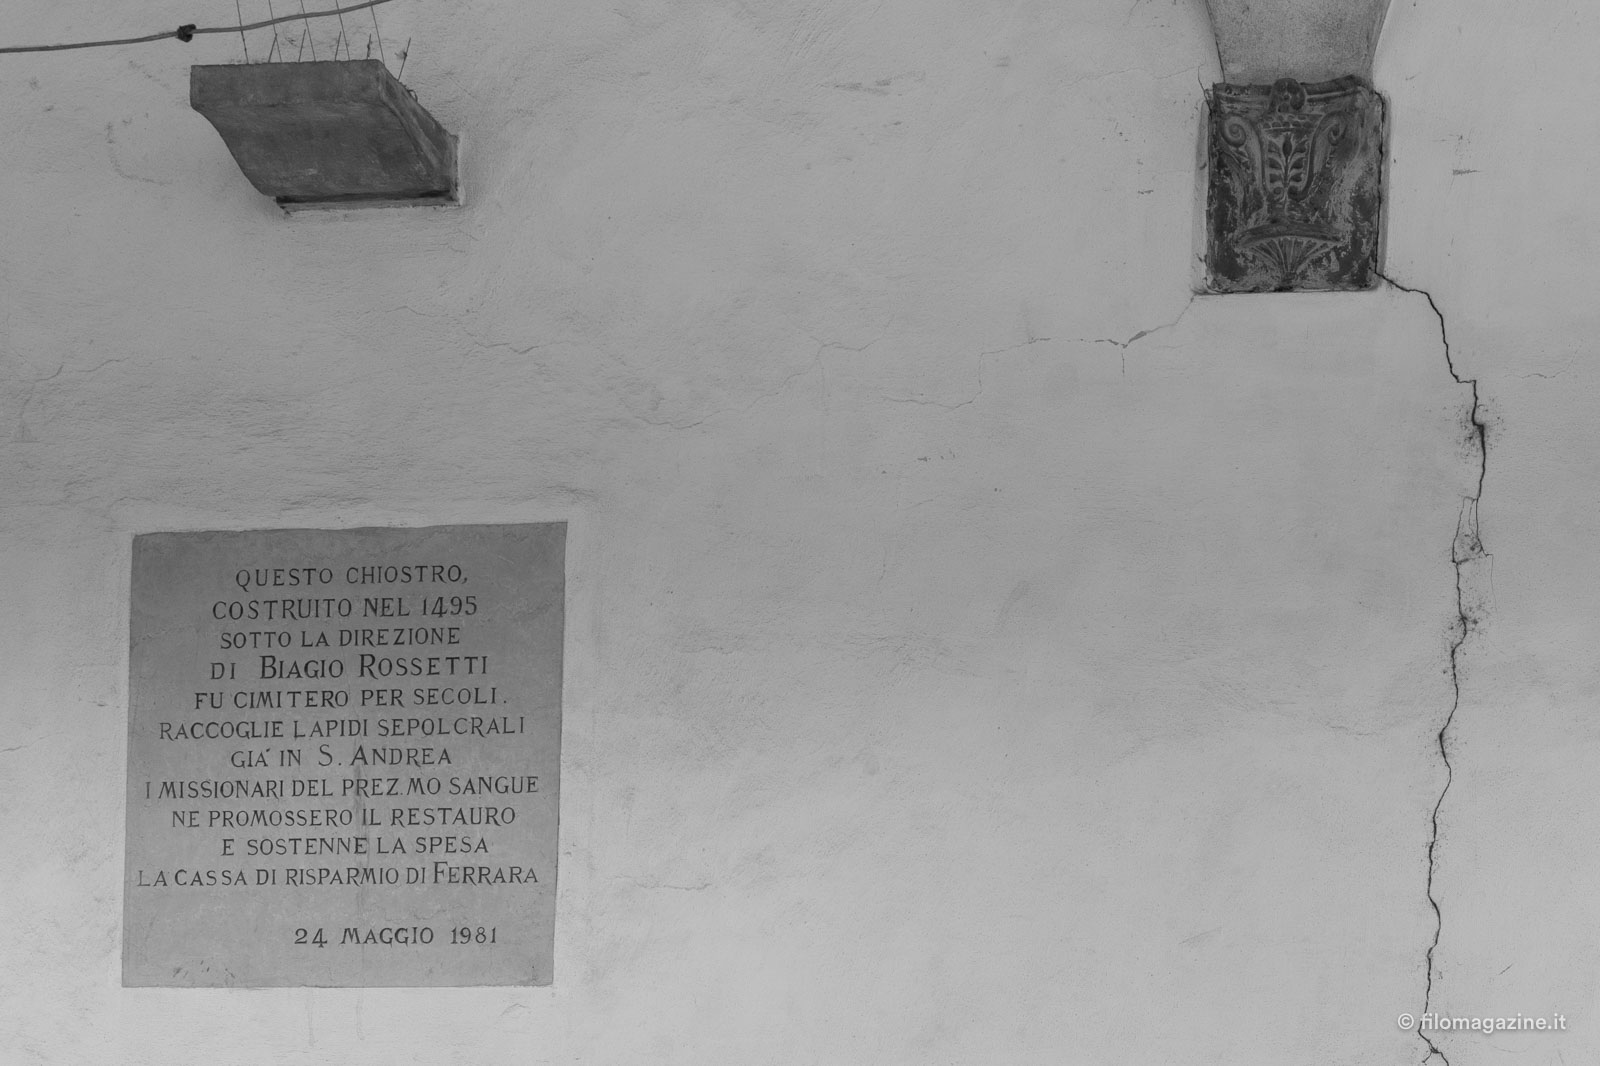 QUESTO CHIOSTRO,
COSTRUITO NEL 1495
SOTTO LA DIREZIONE
DI BIAGIO ROSSETTI
FU CIMITERO PER SECOLI.
RACCOGLIE LAPIDI SEPOLCRALI
GIA' IN S. ANDREA
I MISSIONARI DEL PREZ.MO SANGUE
NE PROMOSSERO IL RESTAURO
E SOSTENNE LA SPESA
LA CASSA DI RISPARMIO DI FERRARA
24 MAGGIO 1981
© filomagazine.it